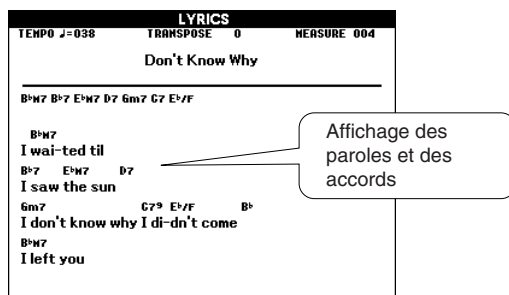 LYRICS
TEMPO ♩=038 TRANSPOSE 0 MEASURE 004
Don't Know Why
B♭M7 B♭7 E♭M7 D7 Gm7 C7 E♭/F
B♭M7
I wai-ted til
B♭7 E♭M7 D7
I saw the sun
Gm7 C7⁹ E♭/F B♭
I don't know why I di-dn't come
B♭M7
I left you
Affichage des
paroles et des
accords